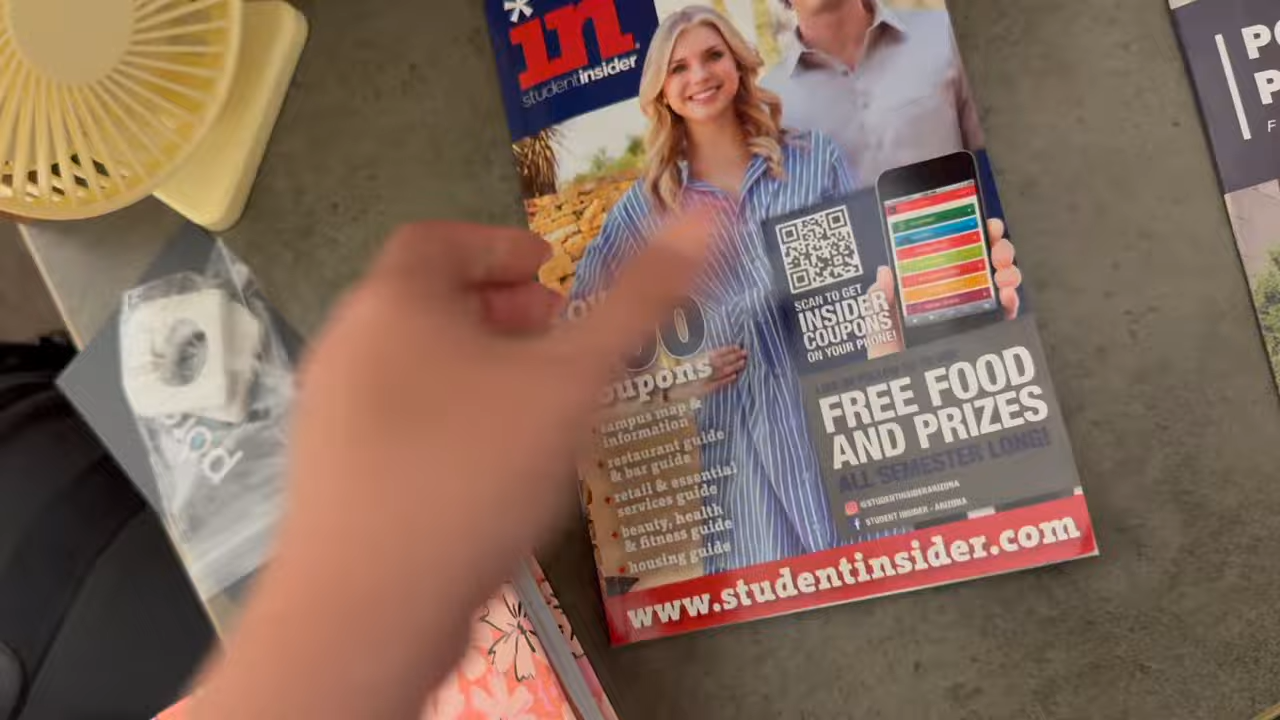 *in
studentinsider
SCAN TO GET
INSIDER
COUPONS
ON YOUR PHONE!
coupons
campus map &
information
restaurant guide
& bar guide
retail & essential
services guide
beauty, health
& fitness guide
housing guide
FREE FOOD
AND PRIZES
ALL SEMESTER LONG!
@STUDENTINSIDERARIZONA
STUDENT INSIDER - ARIZONA
www.studentinsider.com